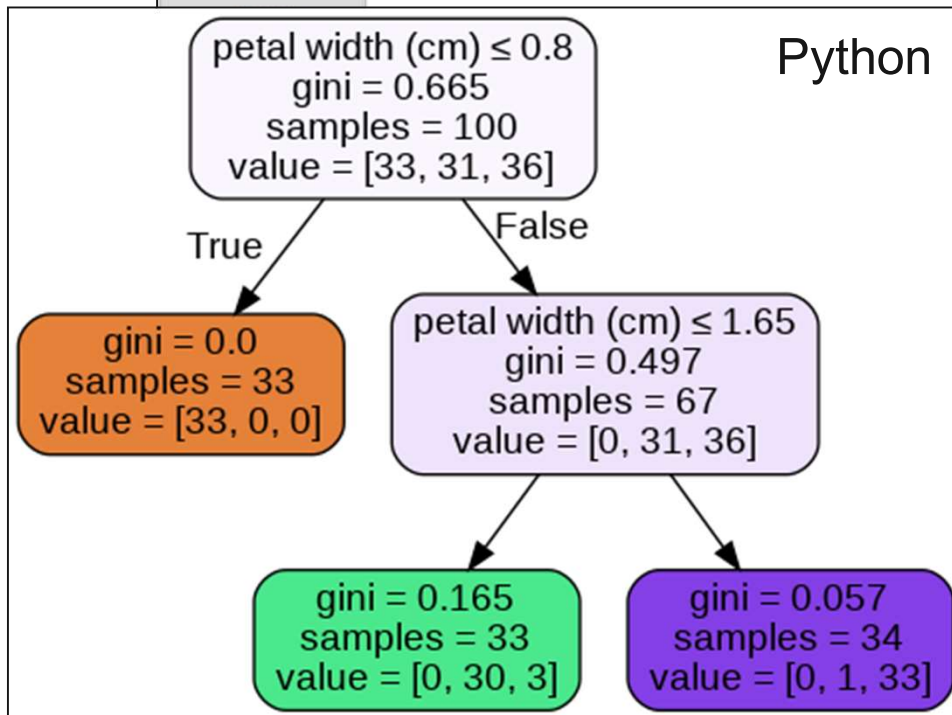 Python
petal width (cm) ≤ 0.8
gini = 0.665
samples = 100
value = [33, 31, 36]
True
False
gini = 0.0
samples = 33
value = [33, 0, 0]
petal width (cm) ≤ 1.65
gini = 0.497
samples = 67
value = [0, 31, 36]
gini = 0.165
samples = 33
value = [0, 30, 3]
gini = 0.057
samples = 34
value = [0, 1, 33]